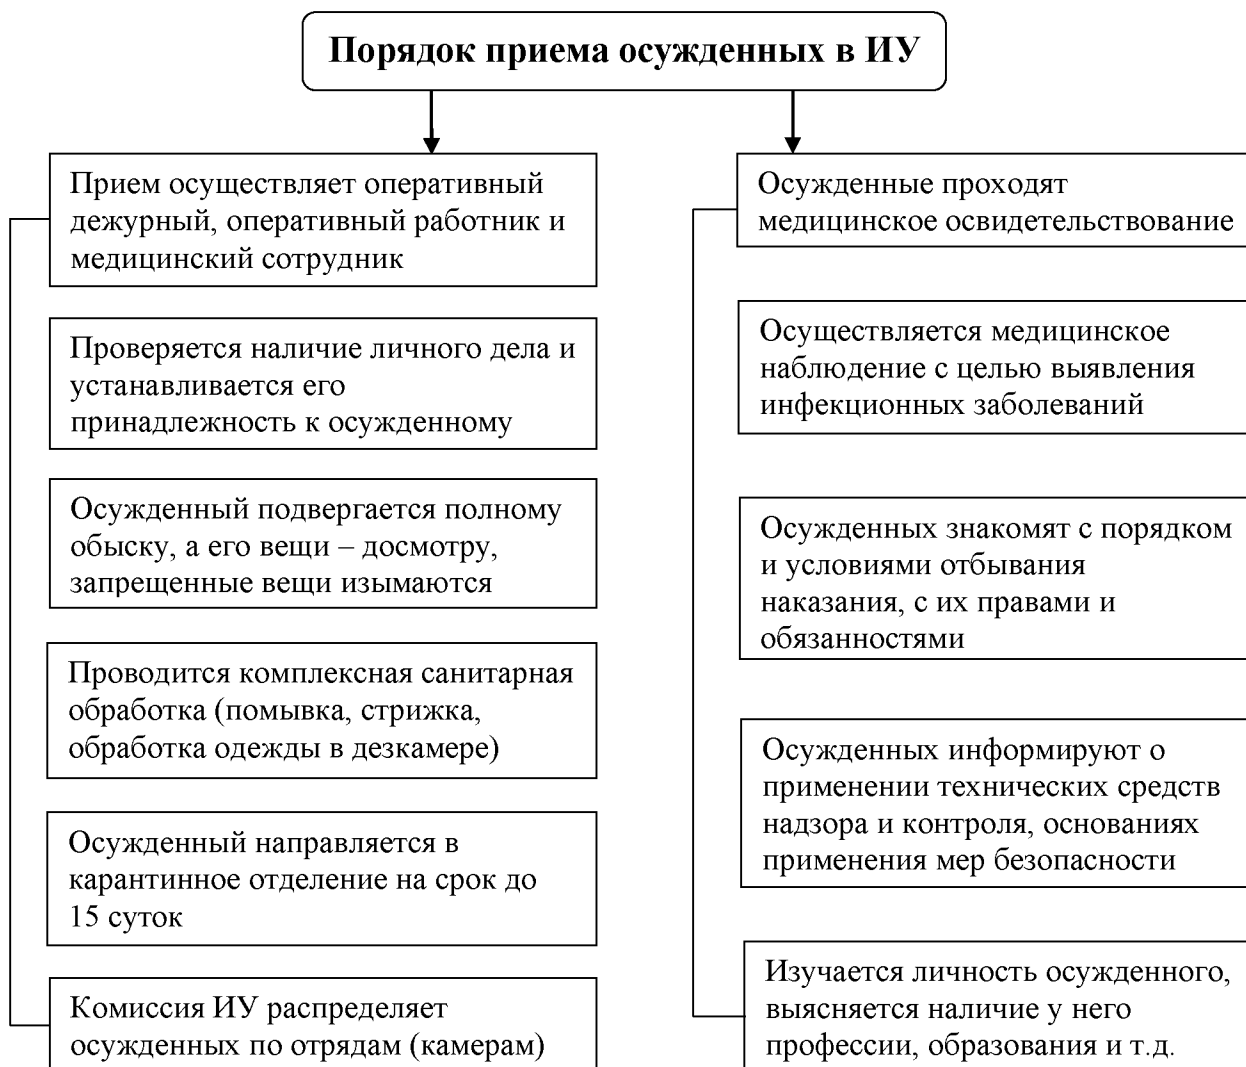 Порядок приема осужденных в ИУ
Прием осуществляет оперативный
дежурный, оперативный работник и
медицинский сотрудник
Проверяется наличие личного дела и
устанавливается его
принадлежность к осужденному
Осужденный подвергается полному
обыску, а его вещи – досмотру,
запрещенные вещи изымаются
Проводится комплексная санитарная
обработка (помывка, стрижка,
обработка одежды в дезкамере)
Осужденный направляется в
карантинное отделение на срок до
15 суток
Комиссия ИУ распределяет
осужденных по отрядам (камерам)
Осужденные проходят
медицинское освидетельствование
Осуществляется медицинское
наблюдение с целью выявления
инфекционных заболеваний
Осужденных знакомят с порядком
и условиями отбывания
наказания, с их правами и
обязанностями
Осужденных информируют о
применении технических средств
надзора и контроля, основаниях
применения мер безопасности
Изучается личность осужденного,
выясняется наличие у него
профессии, образования и т.д.